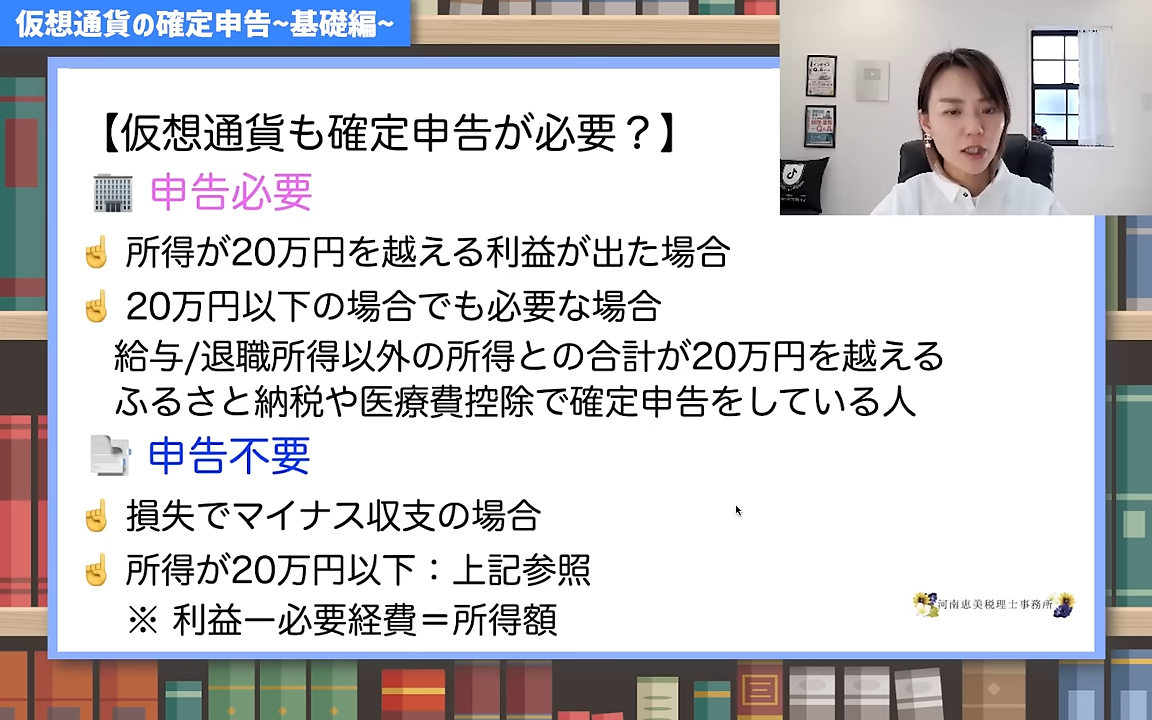 仮想通貨の確定申告~基礎編~
【仮想通貨も確定申告が必要？】
申告必要
所得が20万円を越える利益が出た場合
20万円以下の場合でも必要な場合
給与/退職所得以外の所得との合計が20万円を越える
ふるさと納税や医療費控除で確定申告をしている人
申告不要
損失でマイナス収支の場合
所得が20万円以下：上記参照
※ 利益ー必要経費＝所得額
河南恵美税理士事務所